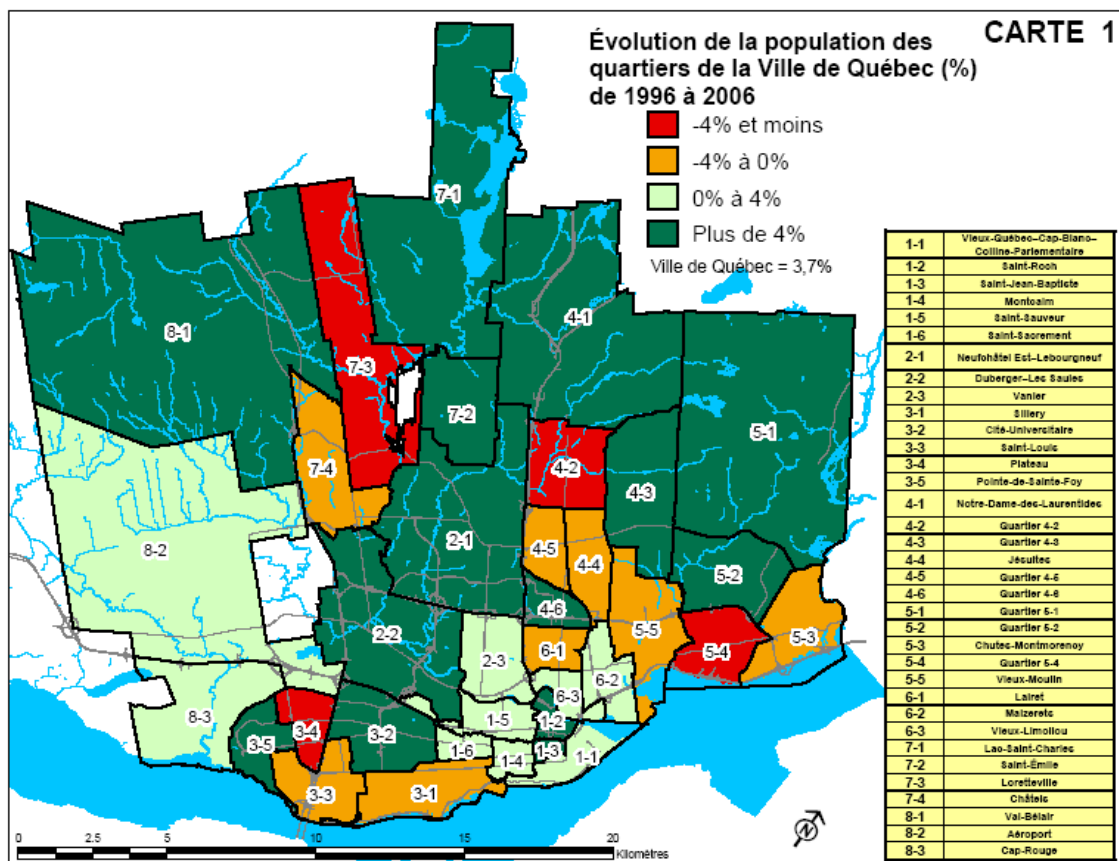 CARTE 1
Évolution de la population des
quartiers de la Ville de Québec (%)
de 1996 à 2006
-4% et moins
-4% à 0%
0% à 4%
Plus de 4%
Ville de Québec = 3,7%
7-1
4-1
8-1
7-3
7-2
5-1
4-2
7-4
4-3
2-1
8-2
4-5
4-4
5-2
4-6
2-2
5-5
5-3
6-1
5-4
2-3
6-2
6-3
8-3
3-4
1-5
1-2
3-2
3-5
1-6
1-3
1-4
1-1
3-3
3-1
0 2.5 5 10 15 20
Kilomètres
N
1-1 Vieux-Québec–Cap-Blanc–
Colline-Parlementaire
1-2 Saint-Roch
1-3 Saint-Jean-Baptiste
1-4 Montcalm
1-5 Saint-Sauveur
1-6 Saint-Sacrement
2-1 Neufchâtel Est–Lebourgneuf
2-2 Duberger–Les Saules
2-3 Vanier
3-1 Sillery
3-2 Cité-Universitaire
3-3 Saint-Louis
3-4 Plateau
3-5 Pointe-de-Sainte-Foy
4-1 Notre-Dame-des-Laurentides
4-2 Quartier 4-2
4-3 Quartier 4-3
4-4 Jésuites
4-5 Quartier 4-5
4-6 Quartier 4-6
5-1 Quartier 5-1
5-2 Quartier 5-2
5-3 Chutes-Montmorency
5-4 Quartier 5-4
5-5 Vieux-Moulin
6-1 Lairet
6-2 Maizerets
6-3 Vieux-Limoilou
7-1 Lac-Saint-Charles
7-2 Saint-Émile
7-3 Loretteville
7-4 Châtels
8-1 Val-Bélair
8-2 Aéroport
8-3 Cap-Rouge